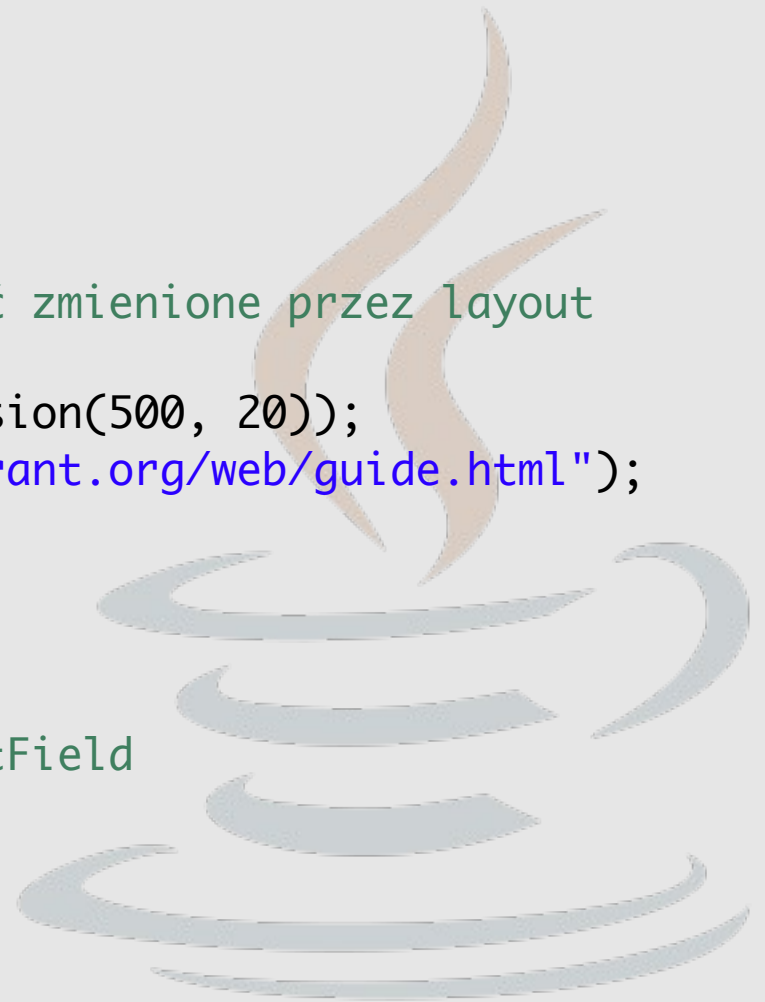 ć zmienione przez layout
sion(500, 20));
rant.org/web/guide.html");
tField